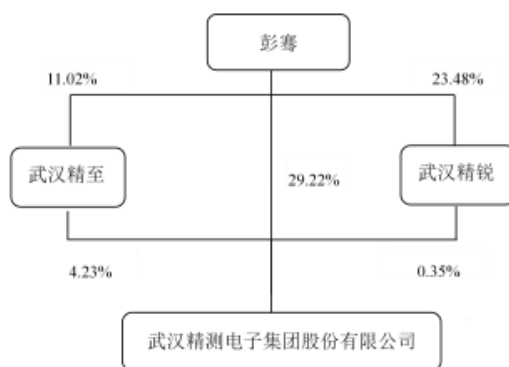 彭骞
11.02%
23.48%
武汉精至
29.22%
武汉精锐
4.23%
0.35%
武汉精测电子集团股份有限公司